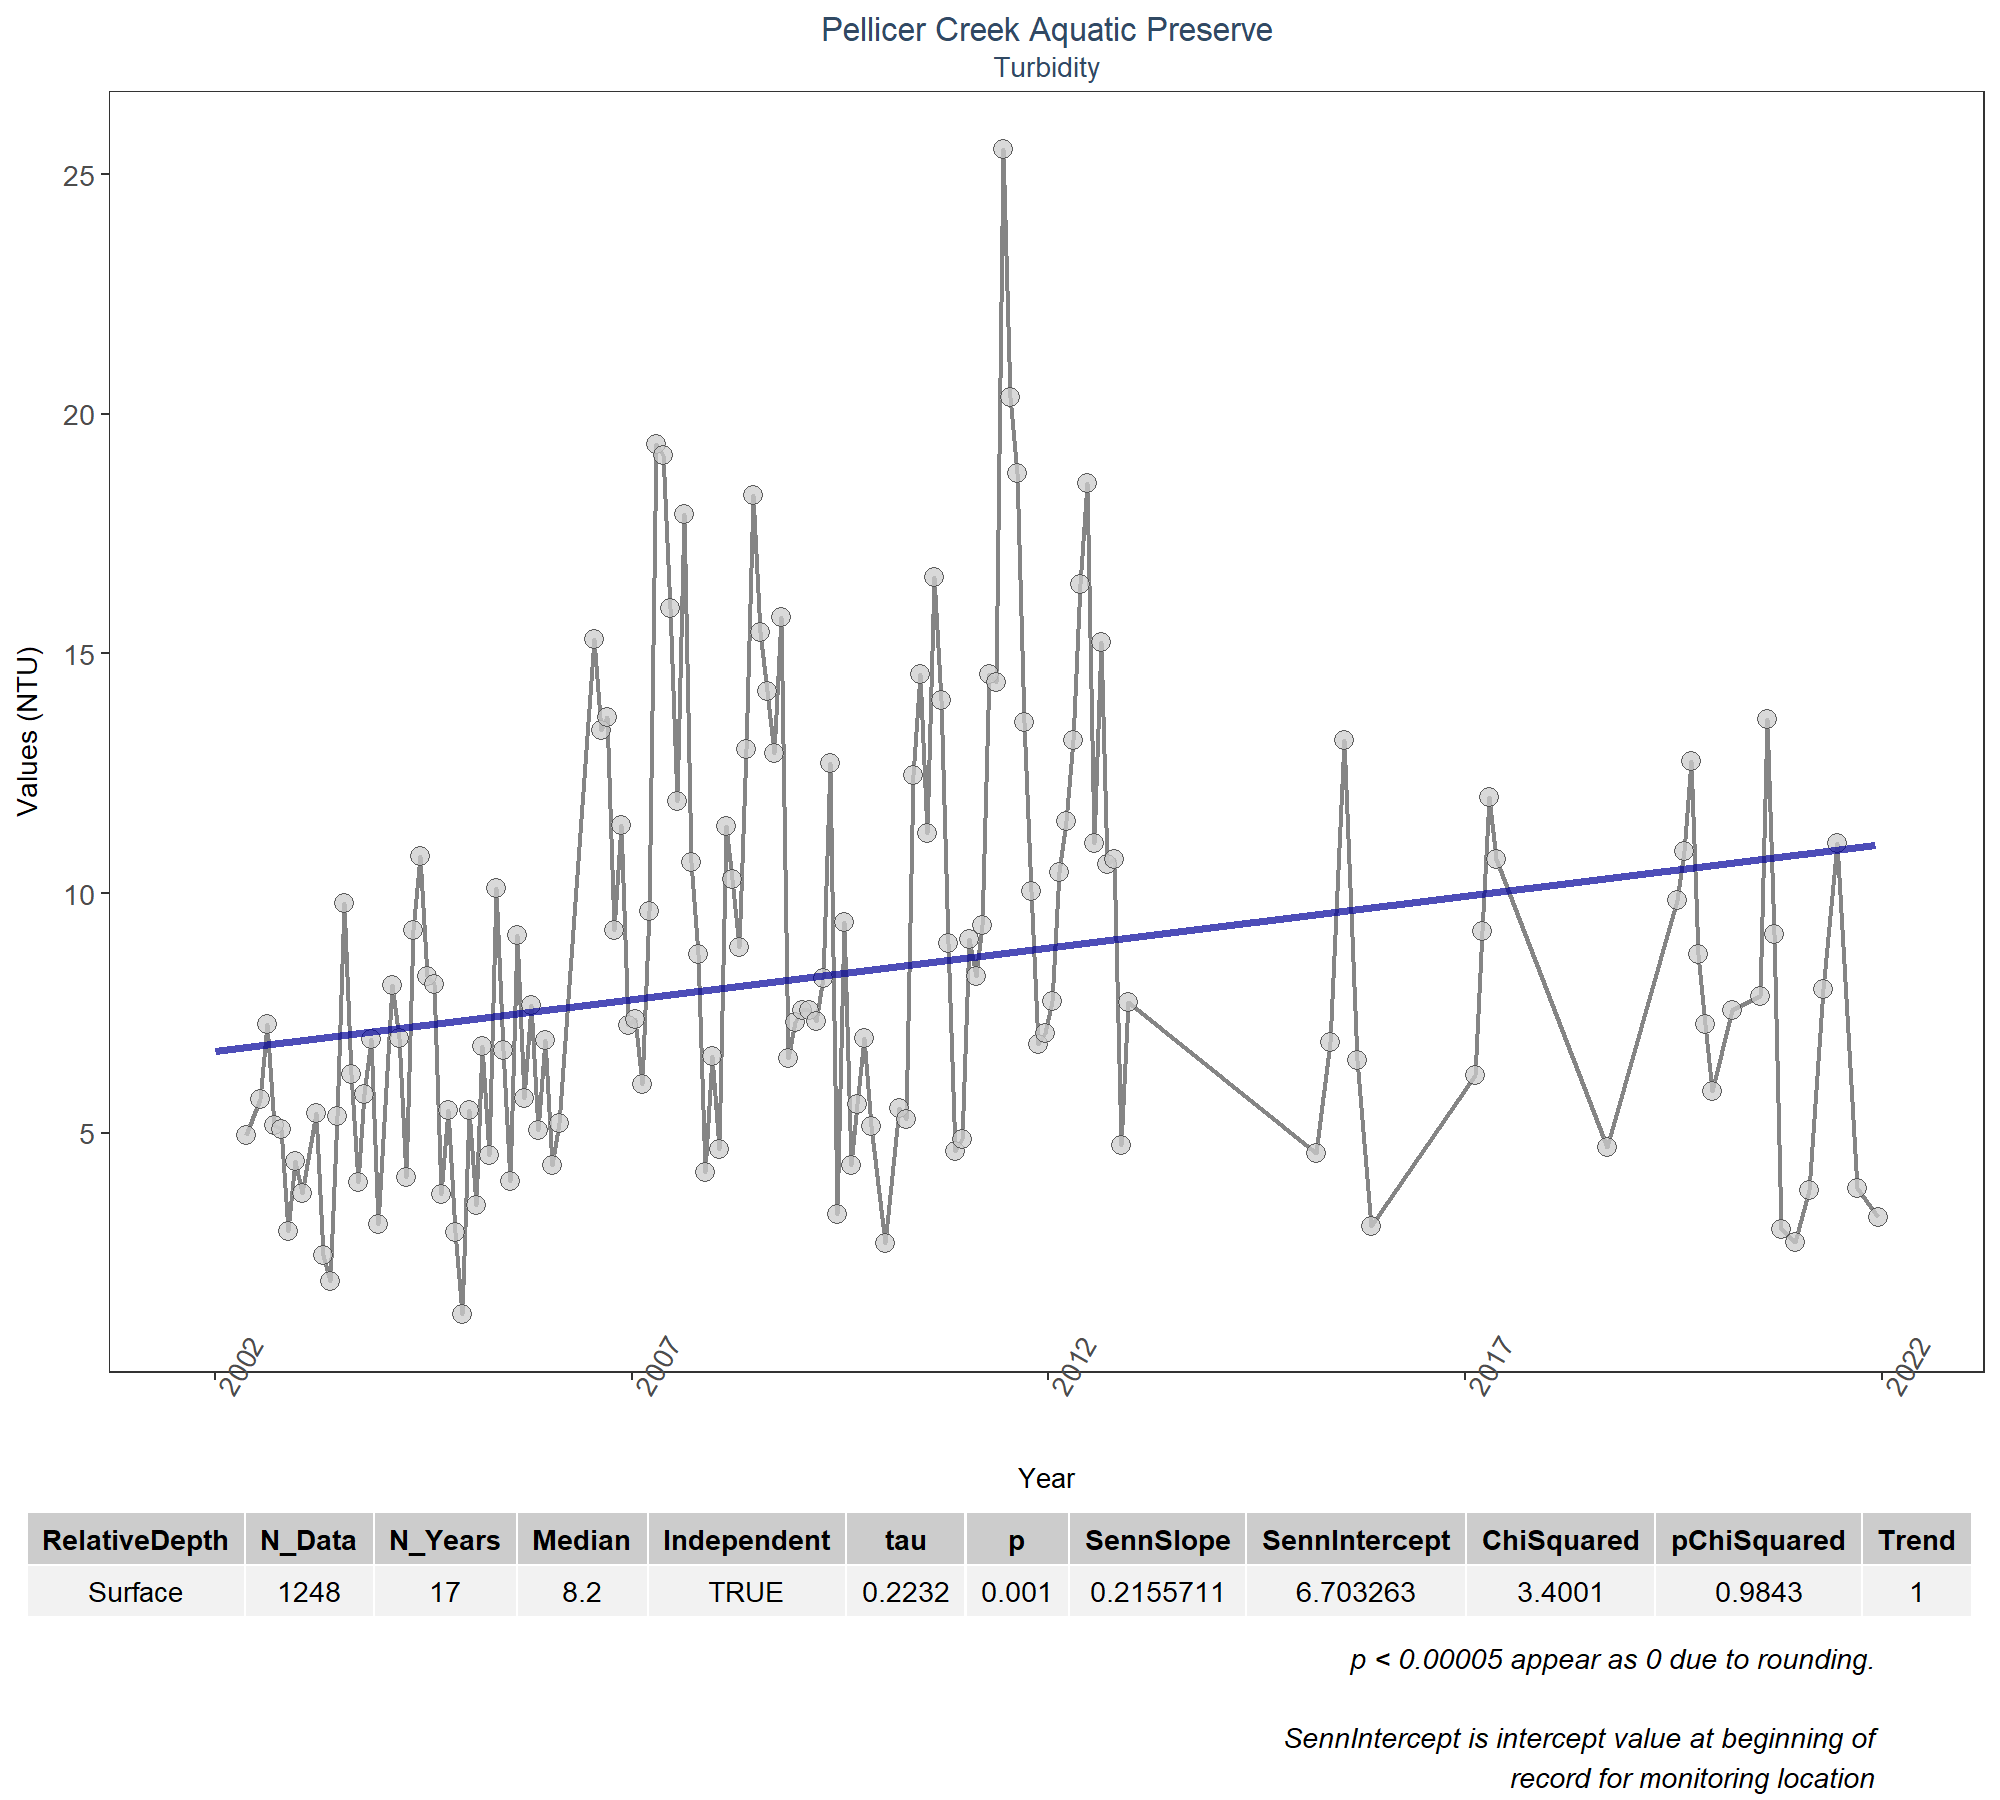 Pellicer Creek Aquatic Preserve
Turbidity
25
20
15
10
5
Values (NTU)
2002 2007 2012 2017 2022
Year
RelativeDepth N_Data N_Years Median Independent tau p SennSlope SennIntercept ChiSquared pChiSquared Trend
Surface 1248 17 8.2 TRUE 0.2232 0.001 0.2155711 6.703263 3.4001 0.9843 1
p < 0.00005 appear as 0 due to rounding.
SennIntercept is intercept value at beginning of
record for monitoring location